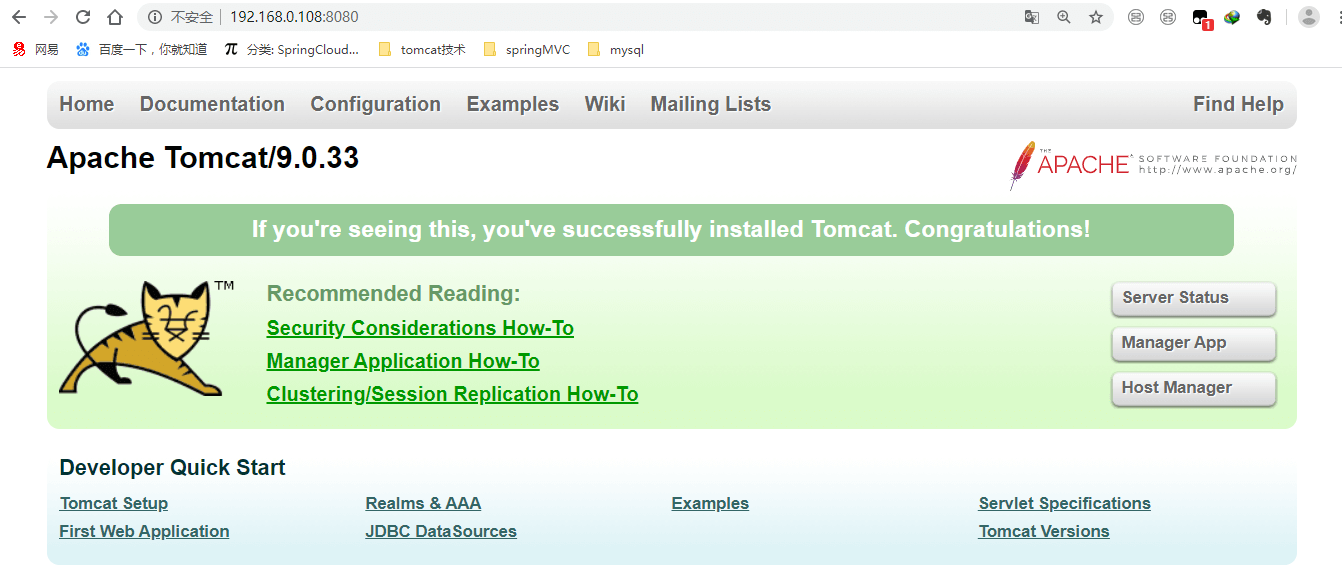 不安全 192.168.0.108:8080
1
网易 百度一下,你就知道 π 分类: SpringCloud... tomcat技术 springMVC mysql
Home Documentation Configuration Examples Wiki Mailing Lists Find Help
Apache Tomcat/9.0.33
THE APACHE® SOFTWARE FOUNDATION
http://www.apache.org/
If you're seeing this, you've successfully installed Tomcat. Congratulations!
TM
Recommended Reading:
Security Considerations How-To
Manager Application How-To
Clustering/Session Replication How-To
Server Status
Manager App
Host Manager
Developer Quick Start
Tomcat Setup Realms & AAA Examples Servlet Specifications
First Web Application JDBC DataSources Tomcat Versions